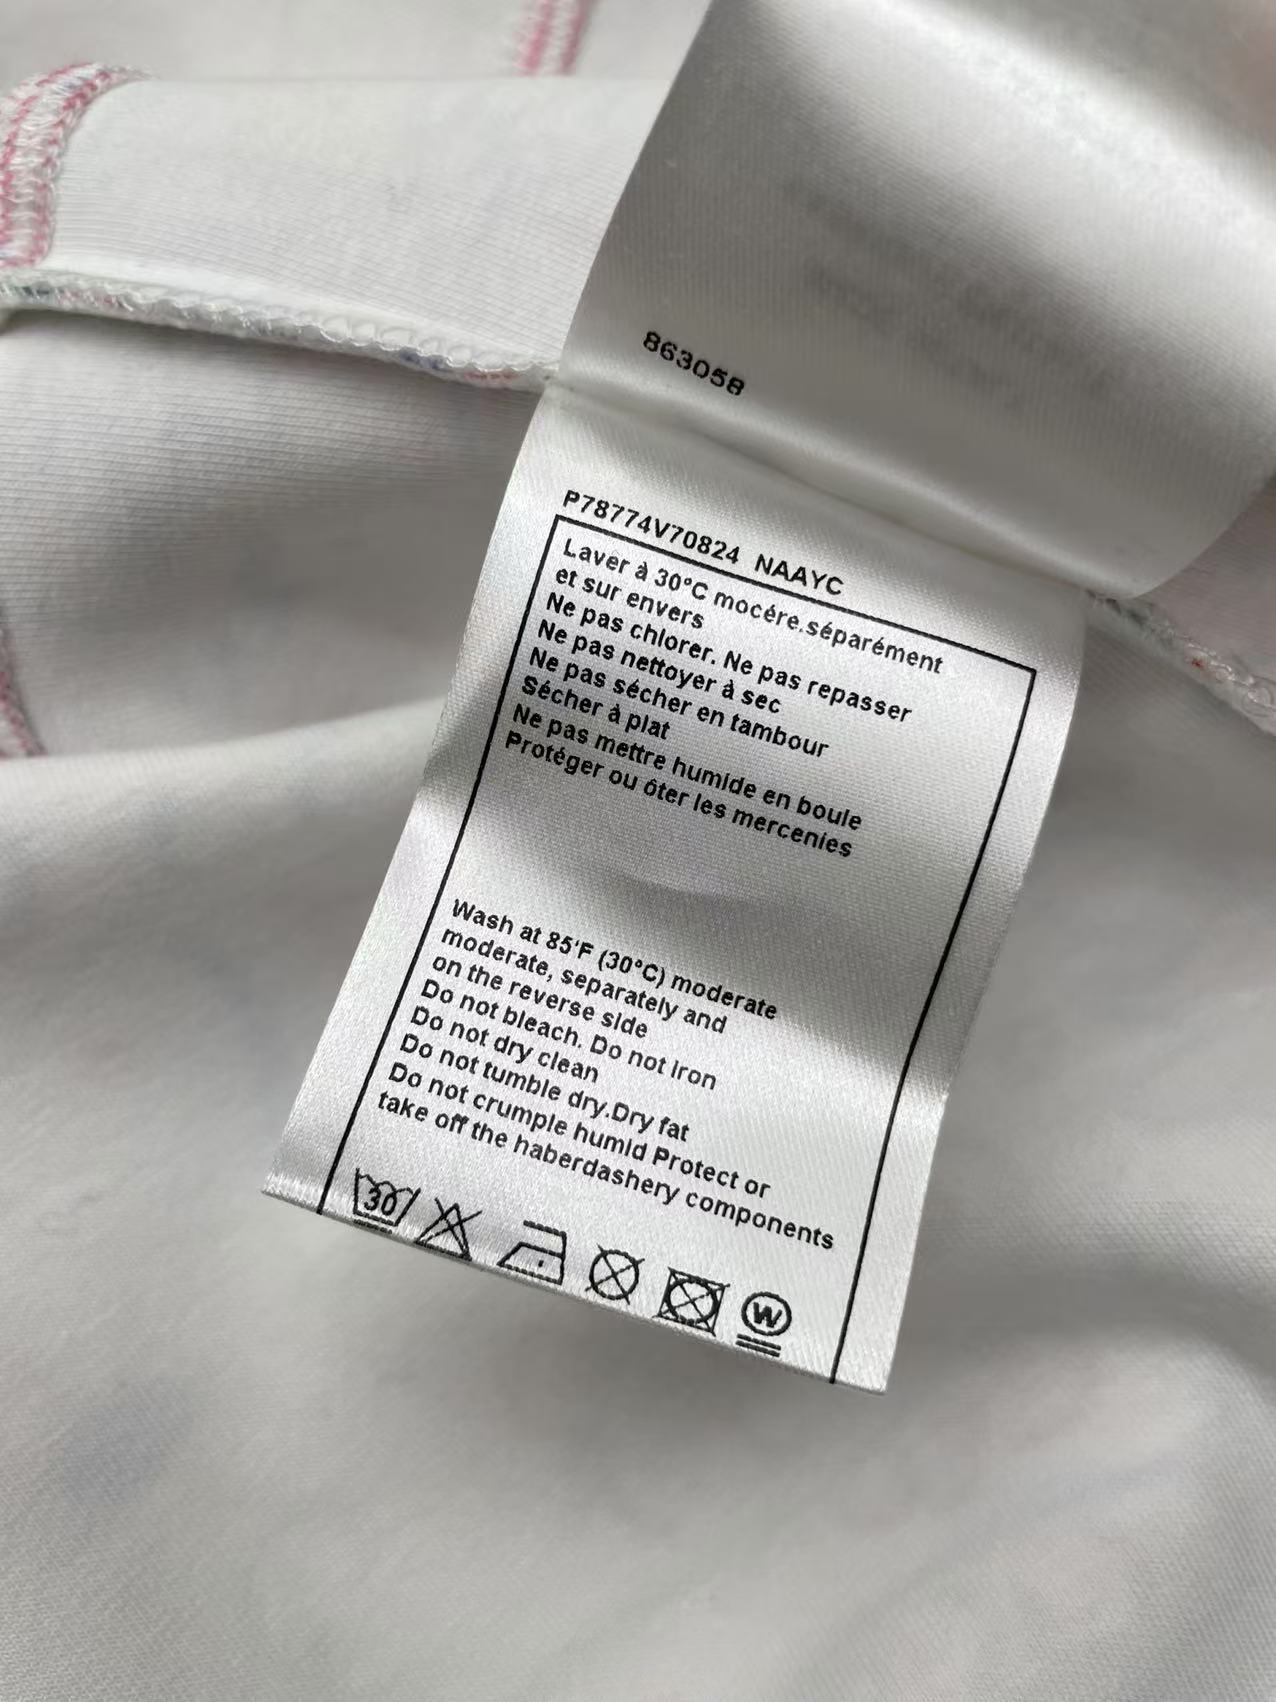 863058
P78774V70824 NAAYC
Laver à 30°C mocére.séparément
et sur envers
Ne pas chlorer. Ne pas repasser
Ne pas nettoyer à sec
Ne pas sécher en tambour
Sécher à plat
Ne pas mettre humide en boule
Protéger ou ôter les mercenies
Wash at 85'F (30°C) moderate
moderate, separately and
on the reverse side
Do not bleach. Do not iron
Do not dry clean
Do not tumble dry.Dry fat
Do not crumple humid Protect or
take off the haberdashery components
30
W